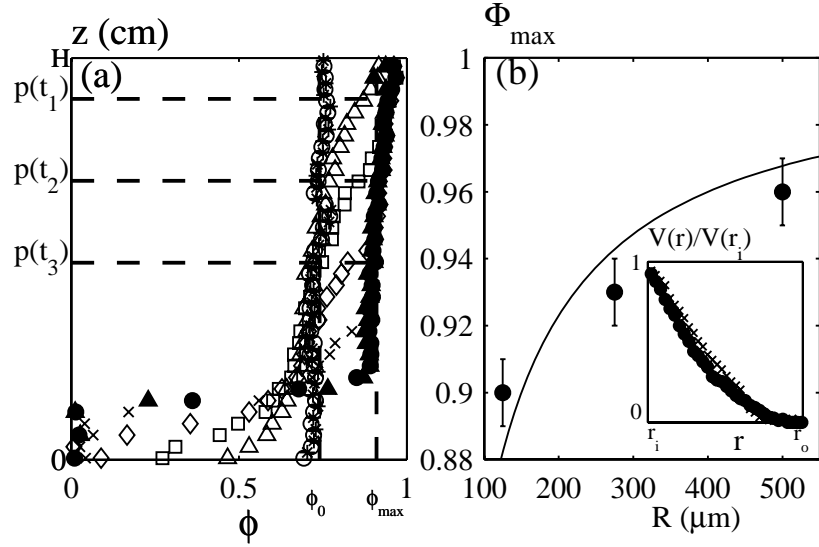 z (cm)
H
(a)
p(t₁)
p(t₂)
p(t₃)
0
0
0.5
ϕ₀
ϕmax
1
ϕ
Φmax
(b)
1
0.98
0.96
0.94
0.92
0.9
0.88
100
200
300
400
500
R (μm)
V(r)/V(rᵢ)
1
0
rᵢ
r
rₒ